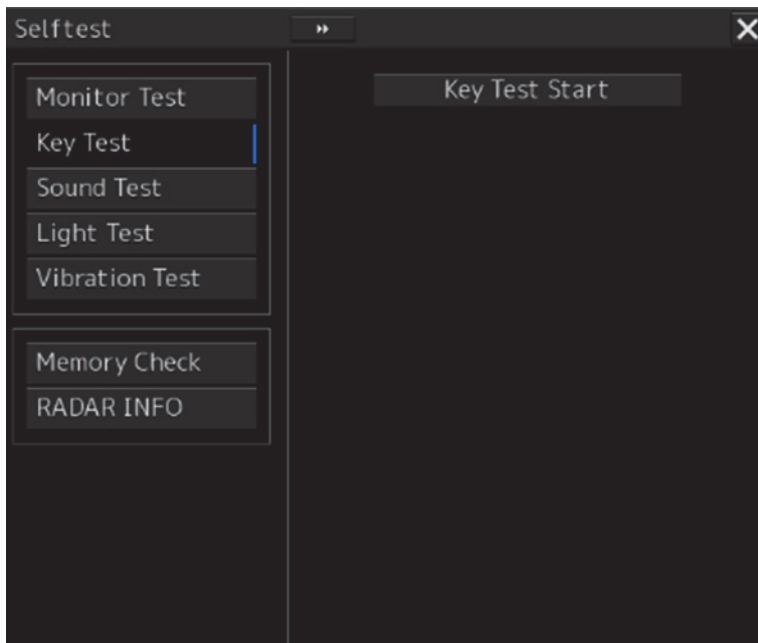 Selftest
Monitor Test
Key Test
Sound Test
Light Test
Vibration Test
Memory Check
RADAR INFO
Key Test Start